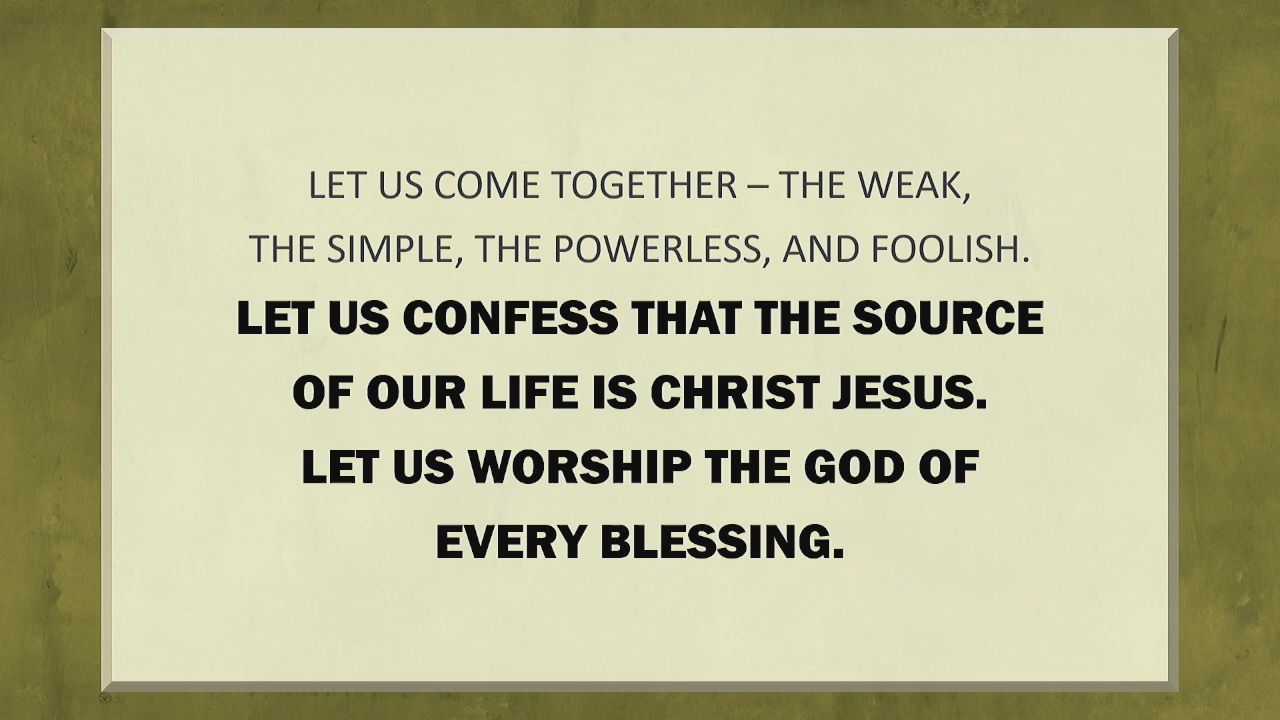 LET US COME TOGETHER – THE WEAK,
THE SIMPLE, THE POWERLESS, AND FOOLISH.
LET US CONFESS THAT THE SOURCE
OF OUR LIFE IS CHRIST JESUS.
LET US WORSHIP THE GOD OF
EVERY BLESSING.